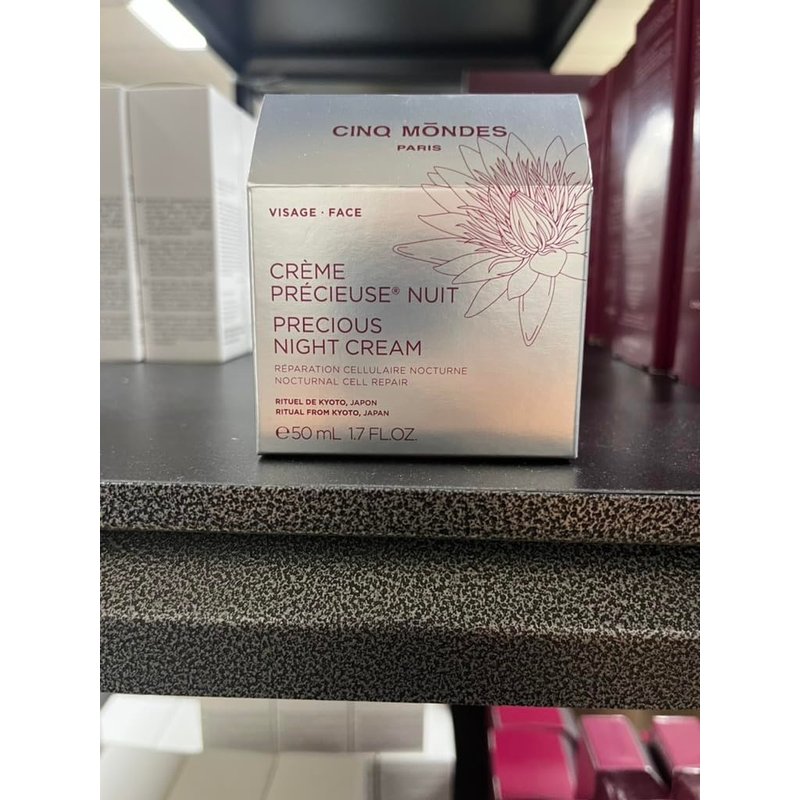 CINQ MŌNDES
PARIS
VISAGE · FACE
CRÈME
PRÉCIEUSE® NUIT
PRECIOUS
NIGHT CREAM
RÉPARATION CELLULAIRE NOCTURNE
NOCTURNAL CELL REPAIR
RITUEL DE KYOTO, JAPON
RITUAL FROM KYOTO, JAPAN
℮50 mL 1.7 FL.OZ.